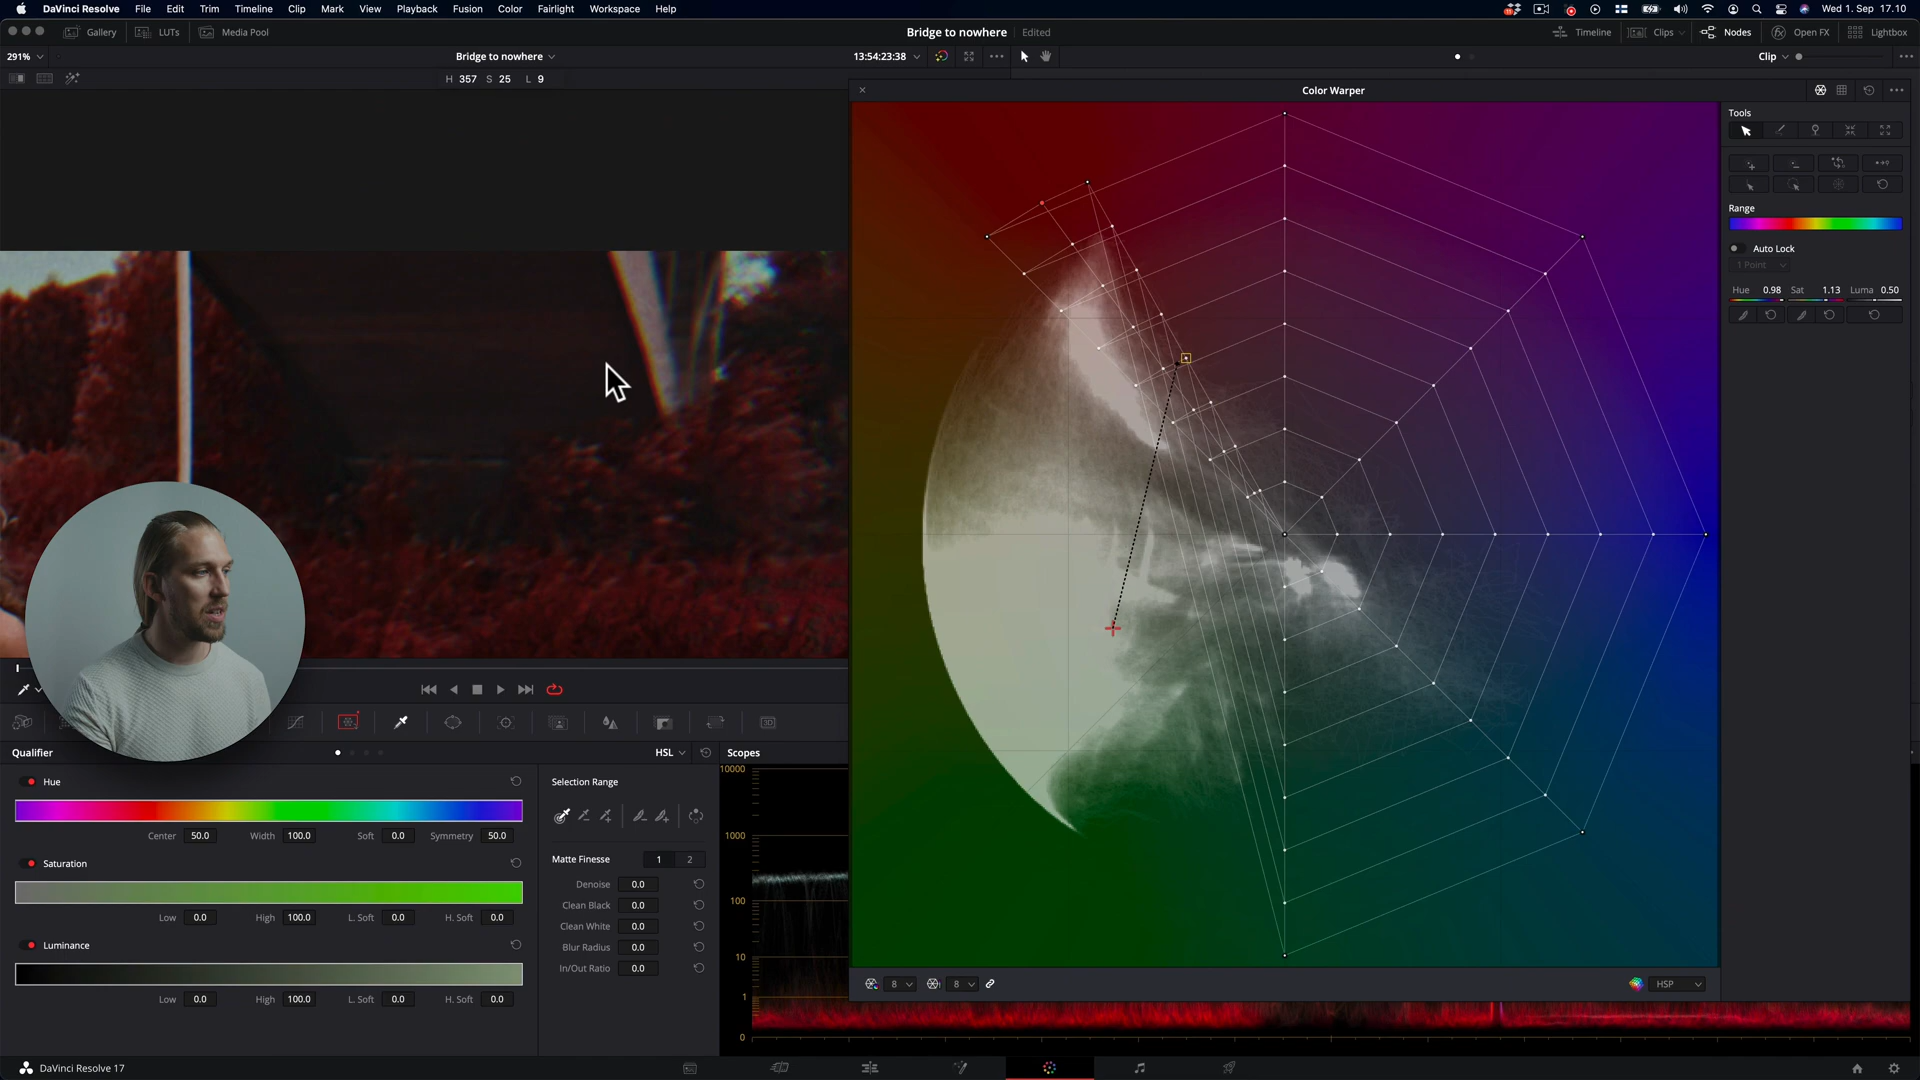 DaVinci Resolve File Edit Trim Timeline Clip Mark View Playback Fusion Color Fairlight Workspace Help Wed 1. Sep 17.10
Gallery LUTs Media Pool Bridge to nowhere Edited Timeline Clips Nodes Open FX Lightbox
291% Bridge to nowhere 13:54:23:38 Clip
H 357 S 25 L 9
Color Warper
Tools
Range
Auto Lock
1 Point
Hue 0.98 Sat 1.13 Luma 0.50
Qualifier HSL Scopes
Hue
Center 50.0 Width 100.0 Soft 0.0 Symmetry 50.0
Saturation
Low 0.0 High 100.0 L. Soft 0.0 H. Soft 0.0
Luminance
Low 0.0 High 100.0 L. Soft 0.0 H. Soft 0.0
Selection Range
Matte Finesse 1 2
Denoise 0.0
Clean Black 0.0
Clean White 0.0
Blur Radius 0.0
In/Out Ratio 0.0
10000
1000
100
10
1
0
8 8 HSP
DaVinci Resolve 17